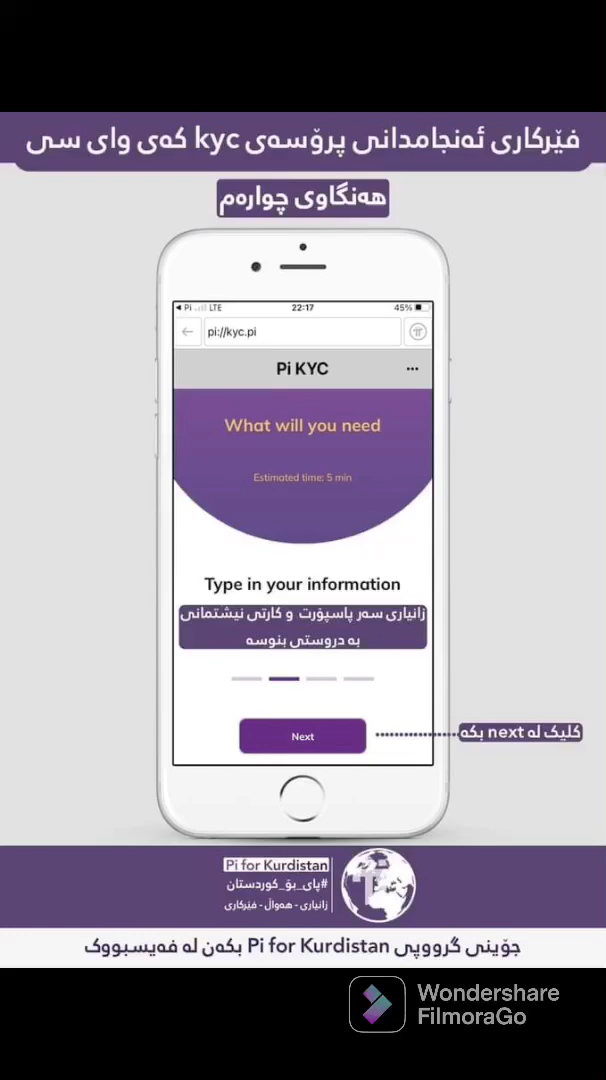 فێرکاری ئەنجامدانی پرۆسەی kyc کەی وای سی
هەنگاوی چوارەم
Pi LTE 22:17 45%
pi://kyc.pi
Pi KYC
What will you need
Estimated time: 5 min
Type in your information
زانیاری سەر پاسپۆرت و کارتی نیشتمانی
بە دروستی بنوسە
Next
کلیک لە next بکە
Pi for Kurdistan
#پای_بۆ_کوردستان
زانیاری - هەواڵ - فێرکاری
جۆینی گرووپی Pi for Kurdistan بکەن لە فەیسبووک
Wondershare
FilmoraGo